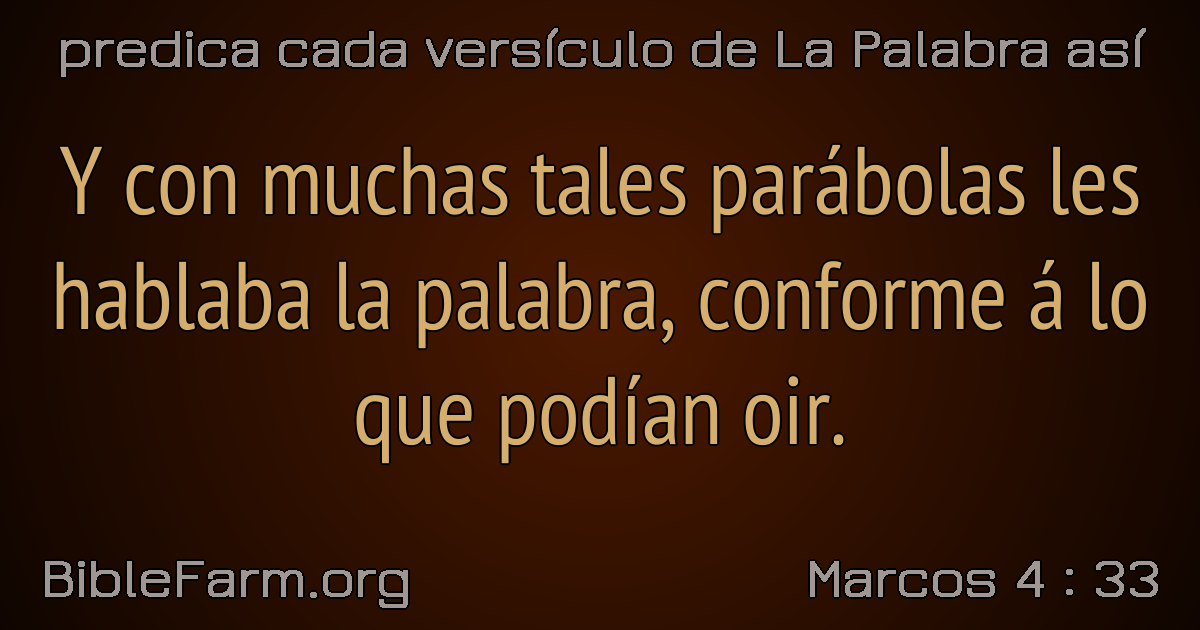 predica cada versículo de La Palabra así
Y con muchas tales parábolas les
hablaba la palabra, conforme á lo
que podían oir.
BibleFarm.org
Marcos 4 : 33